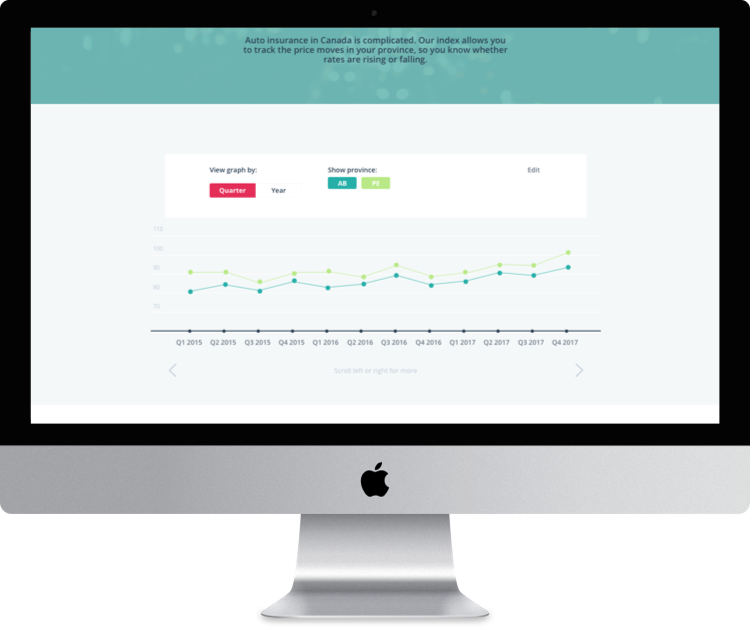 Auto insurance in Canada is complicated. Our index allows you
to track the price moves in your province, so you know whether
rates are rising or falling.
View graph by:
Show province:
Edit
Quarter
Year
AB
PE
110
100
90
80
70
Q1 2015
Q2 2015
Q3 2015
Q4 2015
Q1 2016
Q2 2016
Q3 2016
Q4 2016
Q1 2017
Q2 2017
Q3 2017
Q4 2017
Scroll left or right for more